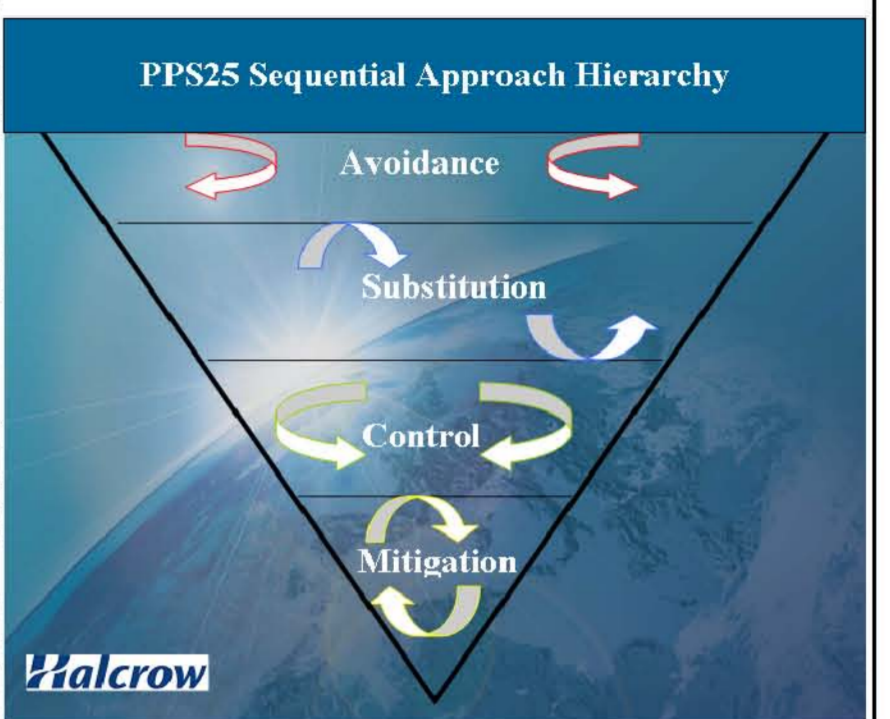 PPS25 Sequential Approach Hierarchy
Avoidance
Substitution
Control
Mitigation
Halcrow